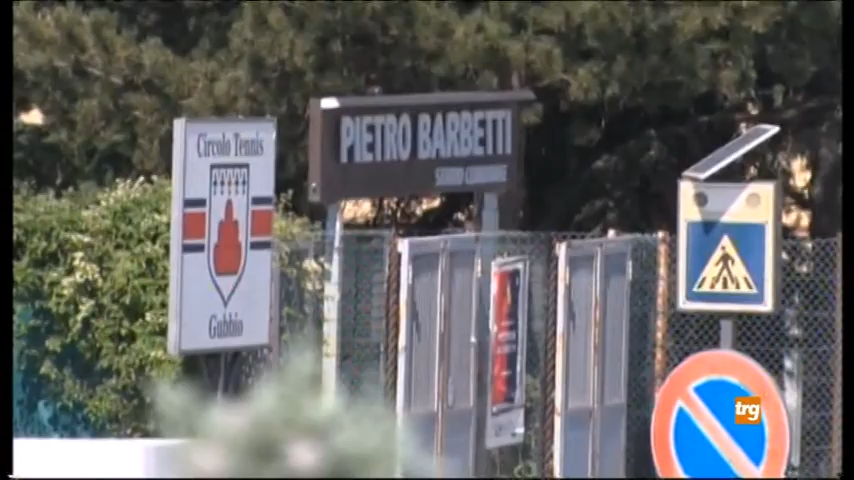 Circolo Tennis
Gubbio
PIETRO BARBETTI
STADIO COMUNALE
trg